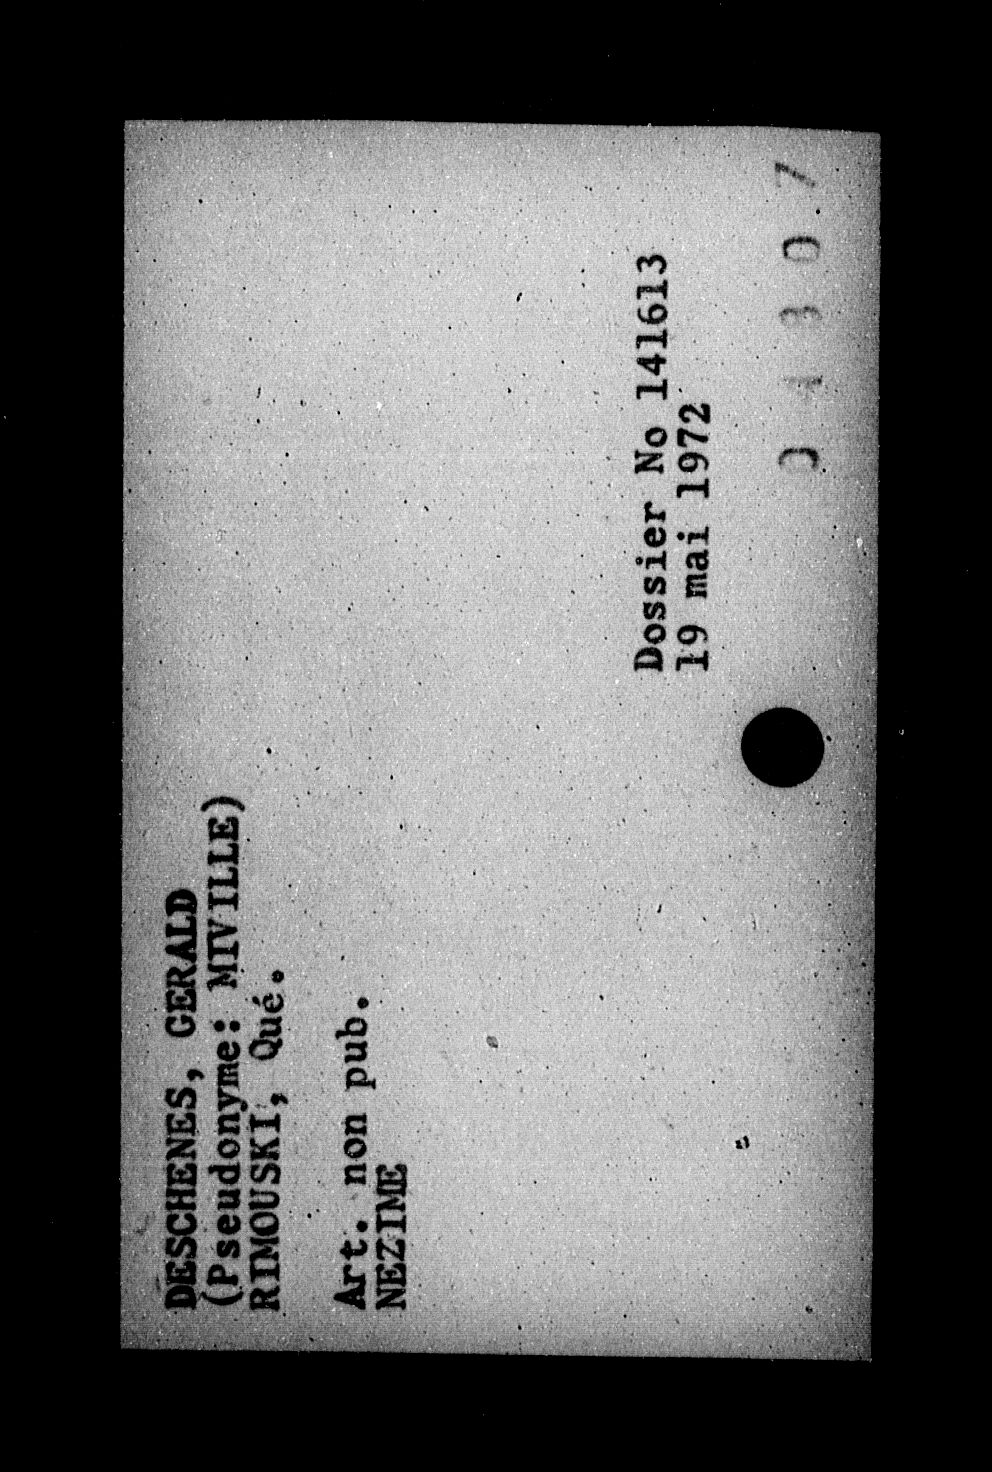 DESCHENES, GERALD
(Pseudonyme: MIVILLE)
RIMOUSKI, Qué.
Art. non pub.
NEZIME
Dossier No 141613
19 mai 1972